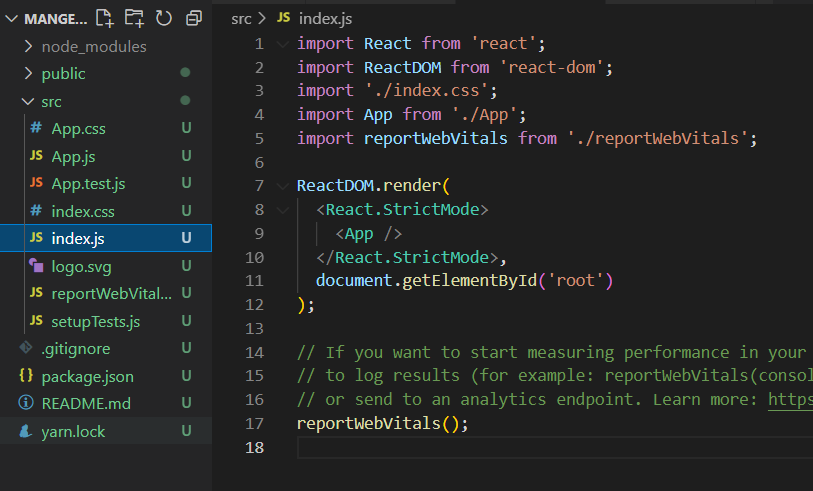 MANGE...
node_modules
public
src
# App.css U
JS App.js U
JS App.test.js U
# index.css U
JS index.js U
logo.svg U
JS reportWebVital... U
JS setupTests.js U
.gitignore U
{} package.json U
README.md U
yarn.lock U
src > JS index.js
1 import React from 'react';
2 import ReactDOM from 'react-dom';
3 import './index.css';
4 import App from './App';
5 import reportWebVitals from './reportWebVitals';
6
7 ReactDOM.render(
8 <React.StrictMode>
9 <App />
10 </React.StrictMode>,
11 document.getElementById('root')
12 );
13
14 // If you want to start measuring performance in your
15 // to log results (for example: reportWebVitals(consol
16 // or send to an analytics endpoint. Learn more: https
17 reportWebVitals();
18